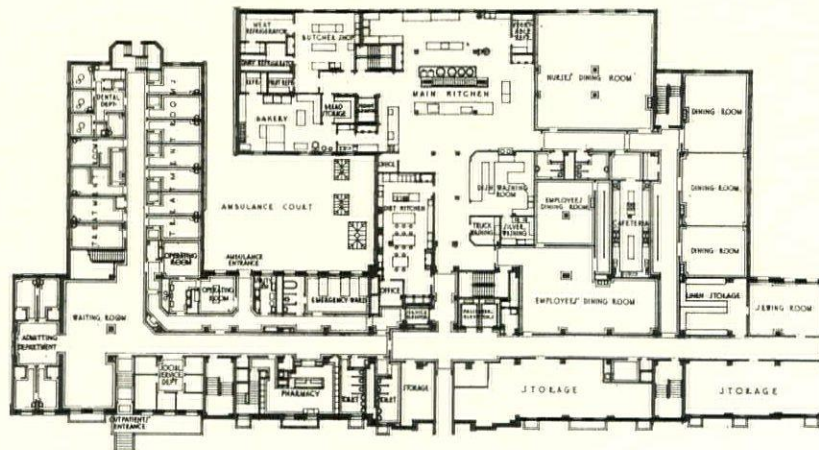 MEAT
REFRIGERATOR
BUTCHER SHOP
DAIRY REFRIGERATOR
REFR.
FRUIT REFR.
BREAD
STORAGE
BAKERY
MAIN KITCHEN
NURSES' DINING ROOM
DENTAL
DEPT.
TREATMENT ROOMS
TREATMENT ROOMS
DINING ROOM
DINING ROOM
DINING ROOM
OFFICE
DISH WASHING
ROOM
DIET KITCHEN
EMPLOYEES'
DINING ROOM
CAFETERIA
TRUCK
WASHING
SILVER
WASHING
AMBULANCE COURT
AMBULANCE
ENTRANCE
OPERATING
ROOM
OPERATING
ROOM
EMERGENCY WARD
OFFICE
EMPLOYEES' DINING ROOM
LINEN STORAGE
SEWING ROOM
WAITING ROOM
ADMITTING
DEPARTMENT
SOCIAL
SERVICE
DEPT.
PHARMACY
TOILET
TOILET
STORAGE
STORAGE
STORAGE
OUTPATIENTS'
ENTRANCE